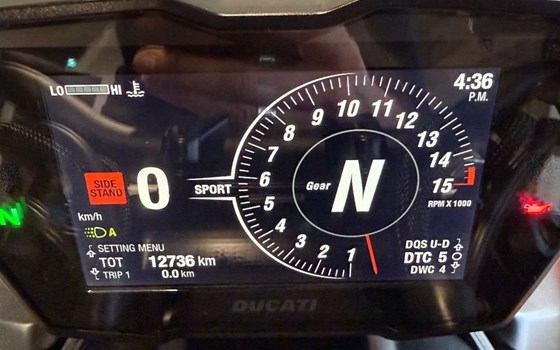 LO HI
4:36
P.M.
SIDE
STAND
0
km/h
A
SPORT
Gear N
1
2
3
4
5
6
7
8
9
10
11
12
13
14
15
RPM X 1000
SETTING MENU
TOT 12736 km
TRIP 1 0.0 km
DQS U-D
DTC 5
DWC 4
N
DUCATI